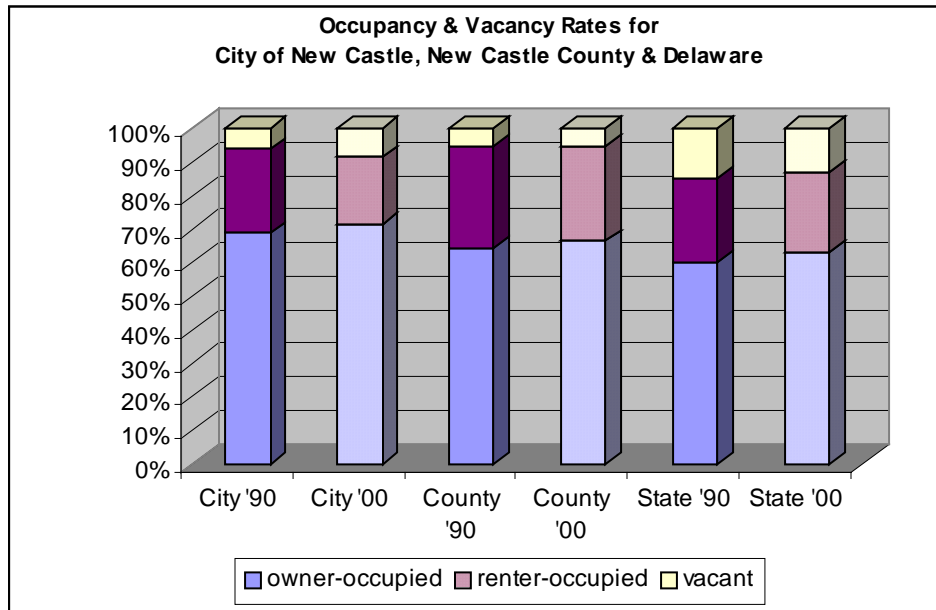 Occupancy & Vacancy Rates for
City of New Castle, New Castle County & Delaware
100%
90%
80%
70%
60%
50%
40%
30%
20%
10%
0%
City '90
City '00
County
'90
County
'00
State '90
State '00
owner-occupied
renter-occupied
vacant